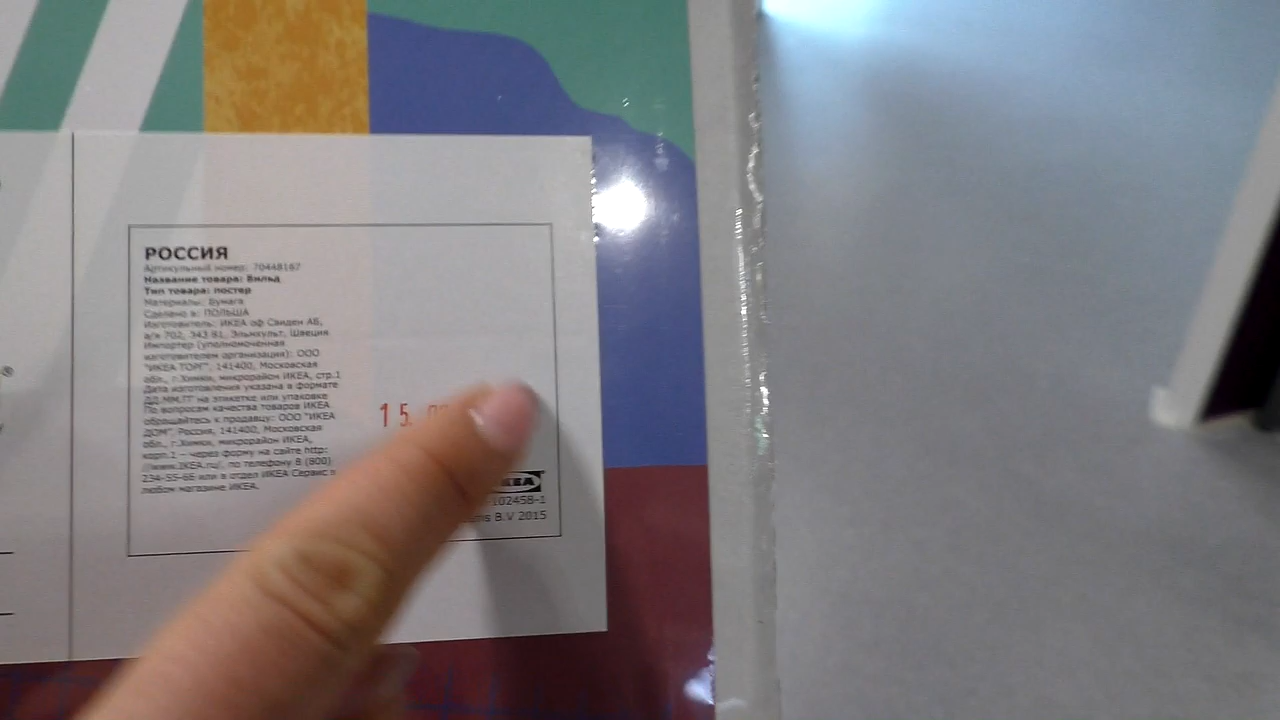 РОССИЯ
Артикульный номер: 70448167
Название товара: Вильд
Тип товара: постер
Материалы: Бумага
Сделано в: ПОЛЬША
Изготовитель: ИКЕА оф Свиден АБ,
а/я 702, 343 81, Эльмхульт, Швеция
Импортер (уполномоченная
изготовителем организация): ООО
"ИКЕА ТОРГ", 141400, Московская
обл., г.Химки, микрорайон ИКЕА, стр.1
Дата изготовления указана в формате
ДД.ММ.ГГ на этикетке или упаковке
По вопросам качества товаров ИКЕА
обращайтесь к продавцу: ООО "ИКЕА
ДОМ" Россия, 141400, Московская
обл., г.Химки, микрорайон ИКЕА,
корп.1 – через форму на сайте http:
//www.IKEA.ru/, по телефону 8 (800)
234-55-66 или в отдел ИКЕА Сервис в
любом магазине ИКЕА.
15.
102458-1
B.V 2015
®